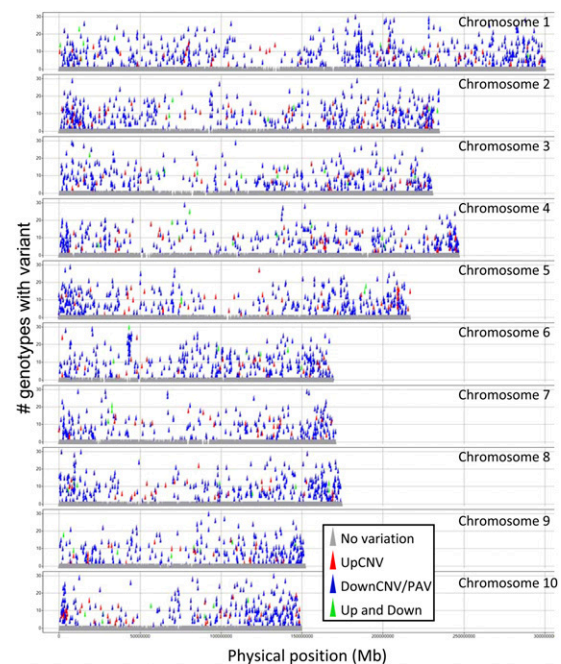 Chromosome 1
Chromosome 2
Chromosome 3
Chromosome 4
Chromosome 5
Chromosome 6
Chromosome 7
Chromosome 8
Chromosome 9
Chromosome 10
# genotypes with variant
No variation
UpCNV
DownCNV/PAV
Up and Down
Physical position (Mb)